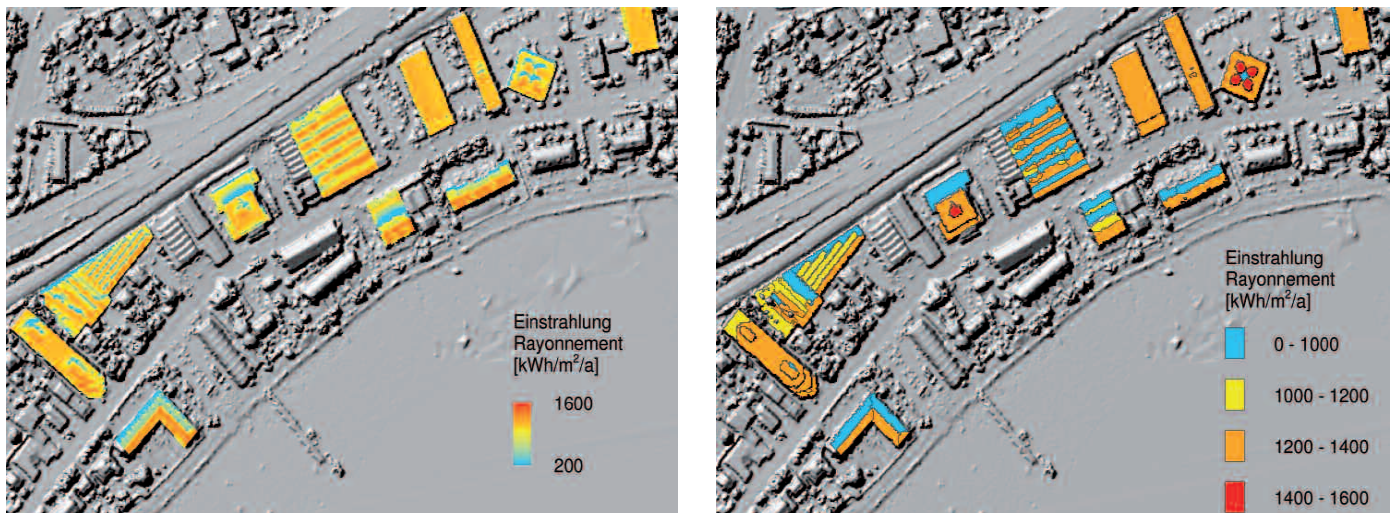 Einstrahlung
Rayonnement
[kWh/m²/a]
1600
200
Einstrahlung
Rayonnement
[kWh/m²/a]
0 - 1000
1000 - 1200
1200 - 1400
1400 - 1600